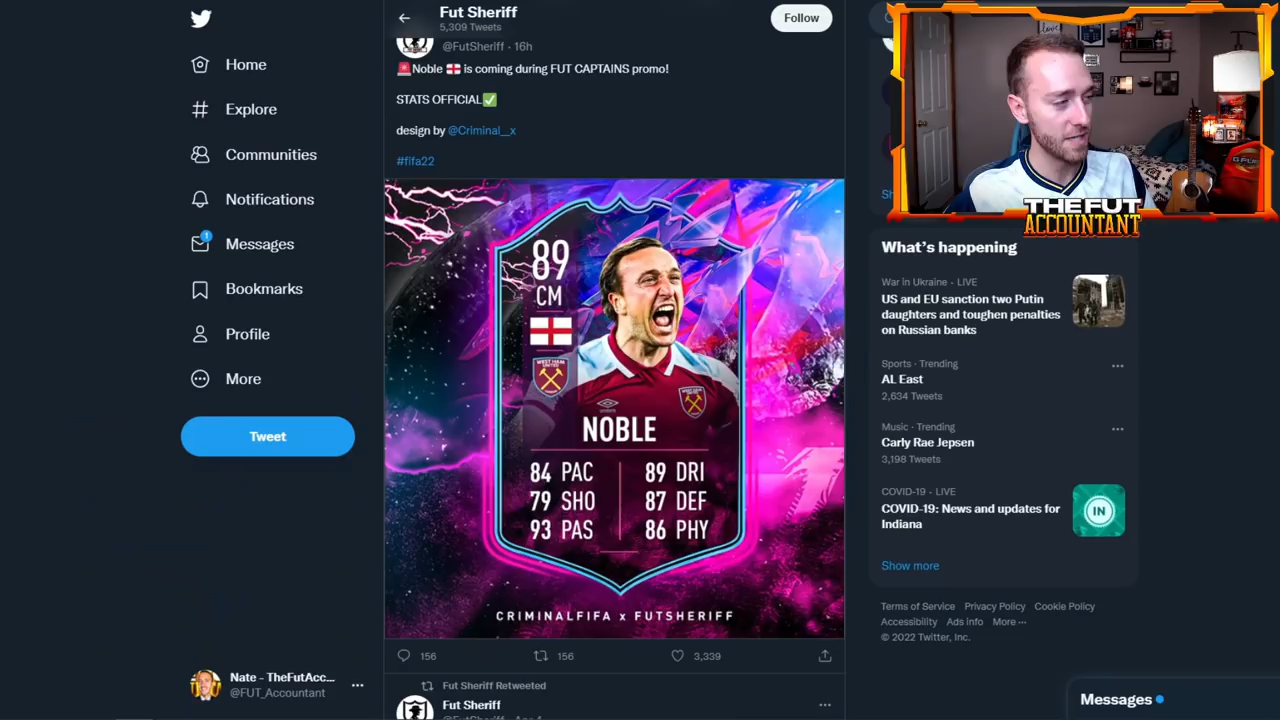 Home
Explore
Communities
Notifications
1
Messages
Bookmarks
Profile
More
Tweet
Nate - TheFutAcc...
@FUT_Accountant
Fut Sheriff
5,309 Tweets
Follow
@FutSheriff · 16h
🚨Noble 🏴󠁧󠁢󠁥󠁮󠁧󠁿 is coming during FUT CAPTAINS promo!
STATS OFFICIAL✅
design by @Criminal__x
#fifa22
89
CM
WEST HAM
UNITED
NOBLE
84 PAC
79 SHO
93 PAS
89 DRI
87 DEF
86 PHY
CRIMINALFIFA x FUTSHERIFF
156
156
3,339
Fut Sheriff Retweeted
Fut Sheriff
THE FUT
ACCOUNTANT
What's happening
War in Ukraine · LIVE
US and EU sanction two Putin
daughters and toughen penalties
on Russian banks
Sports · Trending
AL East
2,634 Tweets
Music · Trending
Carly Rae Jepsen
3,198 Tweets
COVID-19 · LIVE
COVID-19: News and updates for
Indiana
IN
Show more
Terms of Service Privacy Policy Cookie Policy
Accessibility Ads info More ···
© 2022 Twitter, Inc.
Messages